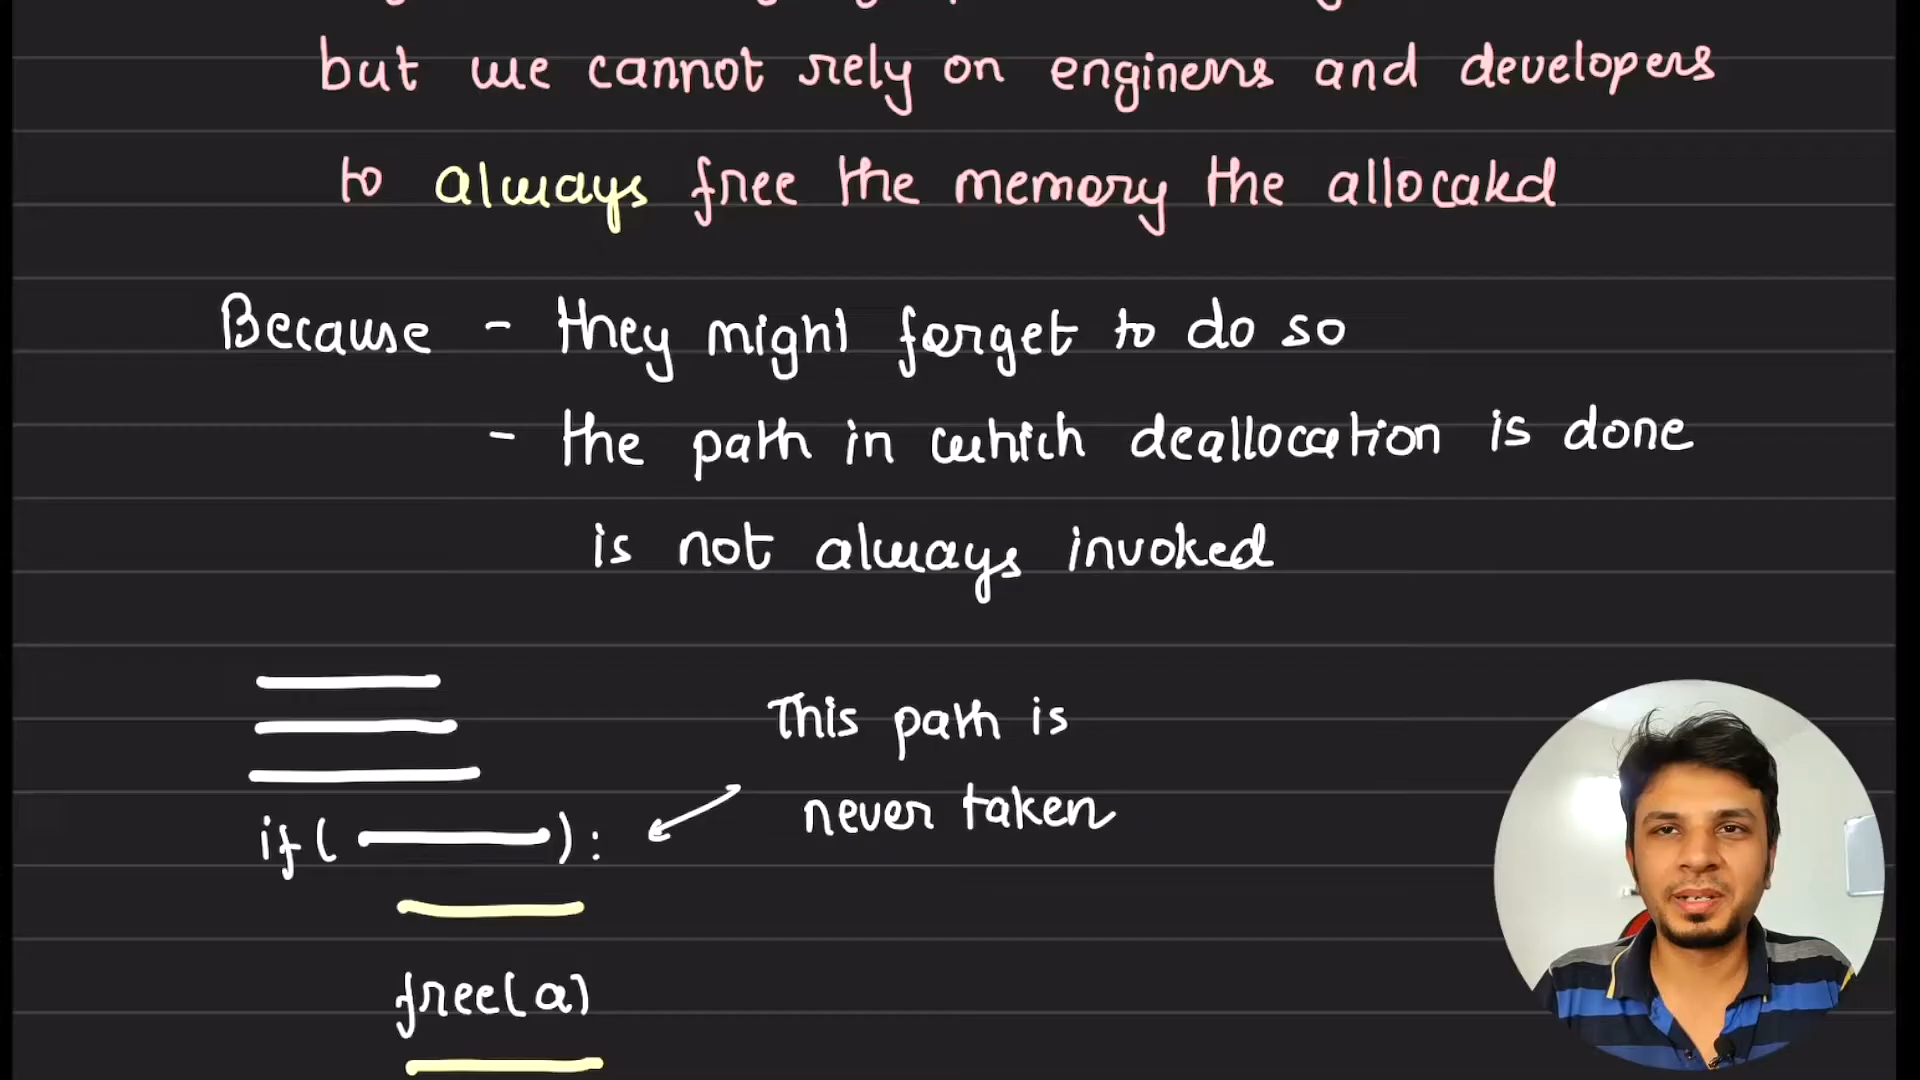 but we cannot rely on enginers and developers
to always free the memory the allocated
Because - they might forget to do so
- the path in which deallocation is done
is not always invoked
This path is
never taken
if( ):
free(a)